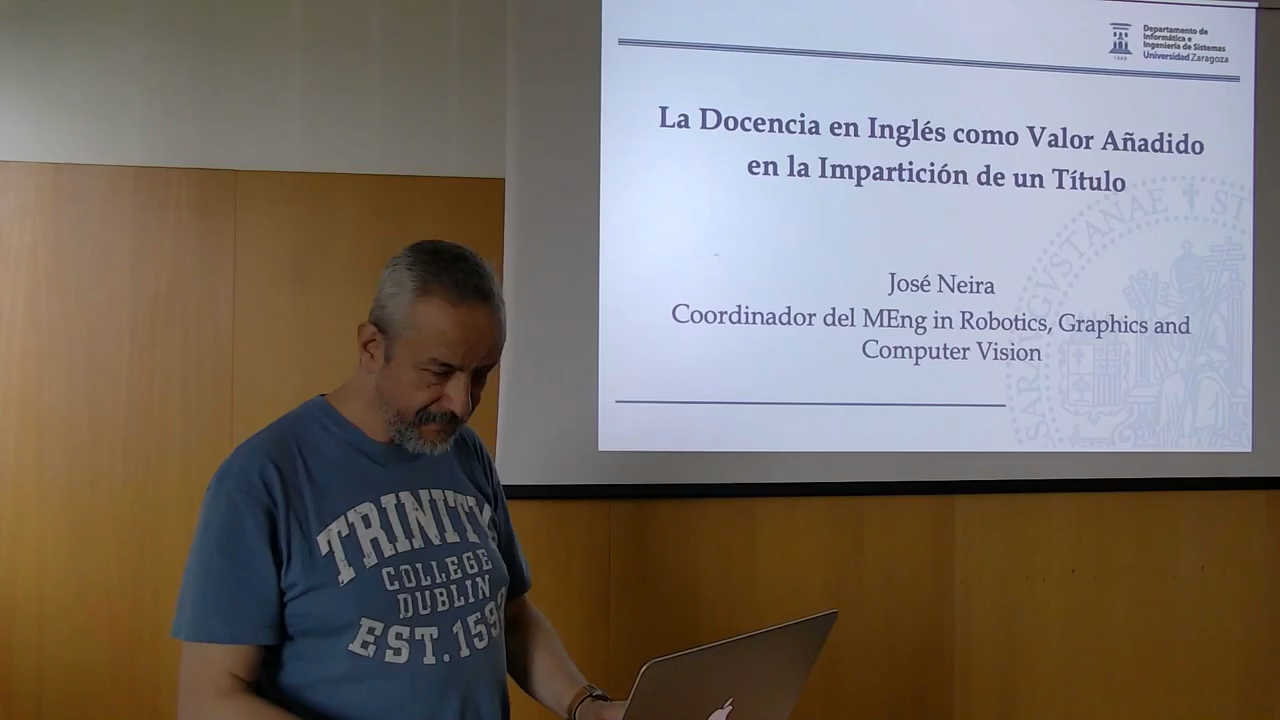 Departamento de
Informática e
Ingeniería de Sistemas
Universidad Zaragoza
1542
La Docencia en Inglés como Valor Añadido
en la Impartición de un Título
José Neira
Coordinador del MEng in Robotics, Graphics and
Computer Vision
TRINITY
COLLEGE
DUBLIN
EST. 159